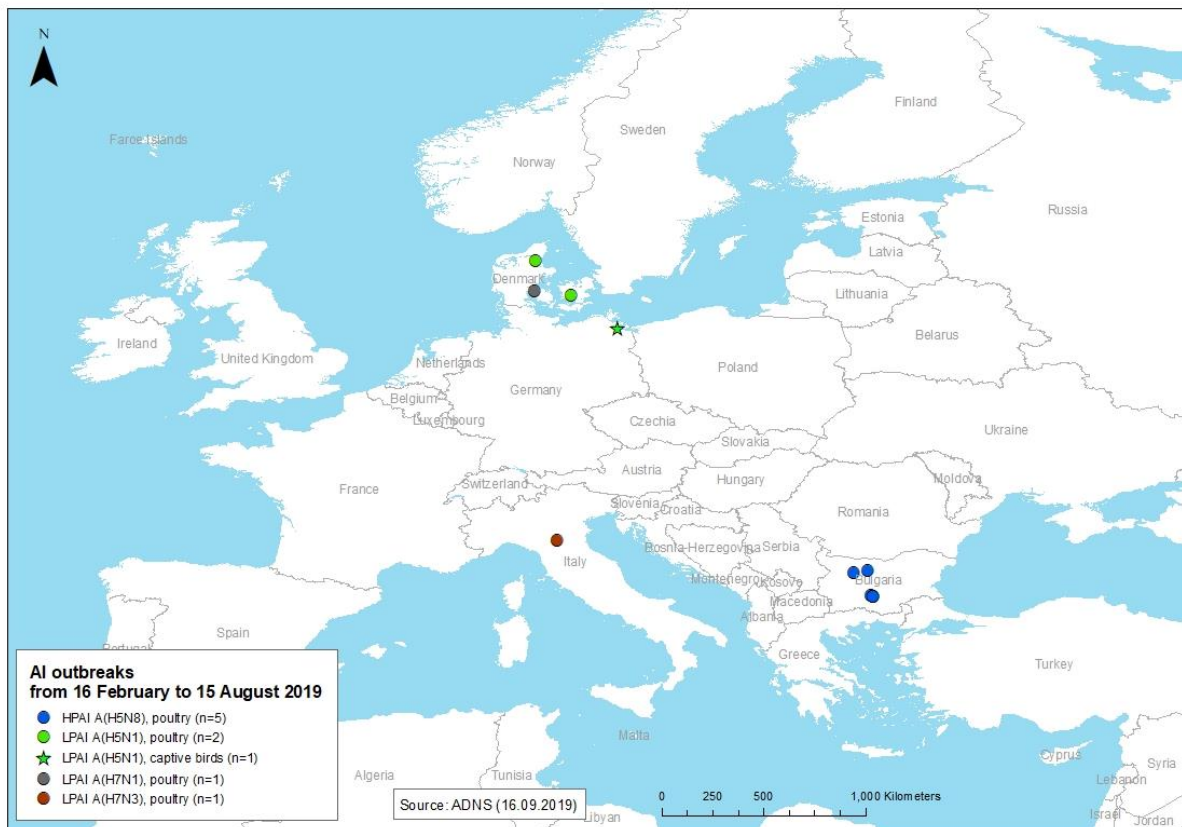 N
Finland
Faroe Islands
Sweden
Norway
Russia
Estonia
Latvia
Denmark
Lithuania
Belarus
Ireland
United Kingdom
Netherlands
Poland
Germany
Belgium
Luxembourg
Czechia
Ukraine
Slovakia
Austria
Hungary
Moldova
France
Switzerland
Slovenia
Croatia
Romania
Bosnia-Herzegovina
Serbia
Italy
Montenegro
Kosovo
Bulgaria
Macedonia
Albania
Spain
Portugal
Greece
Turkey
AI outbreaks
from 16 February to 15 August 2019
HPAI A(H5N8), poultry (n=5)
LPAI A(H5N1), poultry (n=2)
LPAI A(H5N1), captive birds (n=1)
LPAI A(H7N1), poultry (n=1)
LPAI A(H7N3), poultry (n=1)
Malta
Cyprus
Syria
Lebanon
Algeria
Tunisia
Israel
Jordan
Libyan
Source: ADNS (16.09.2019)
0 250 500 1,000 Kilometers